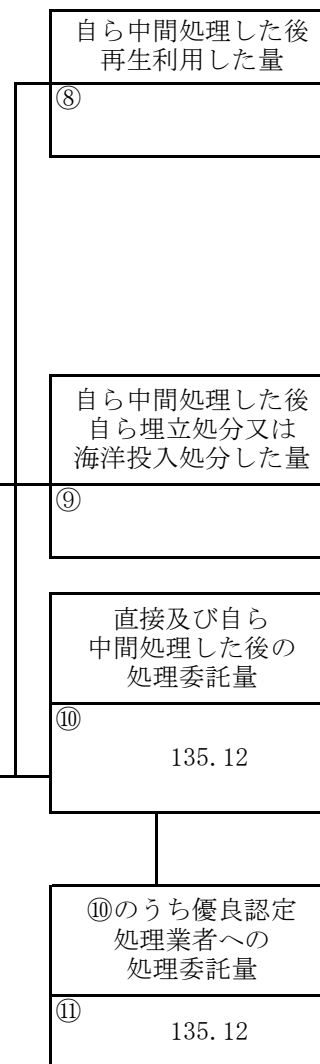 自ら中間処理した後
再生利用した量
⑧
自ら中間処理した後
自ら埋立処分又は
海洋投入処分した量
⑨
直接及び自ら
中間処理した後の
処理委託量
⑩
135.12
⑩のうち優良認定
処理業者への
処理委託量
⑪
135.12